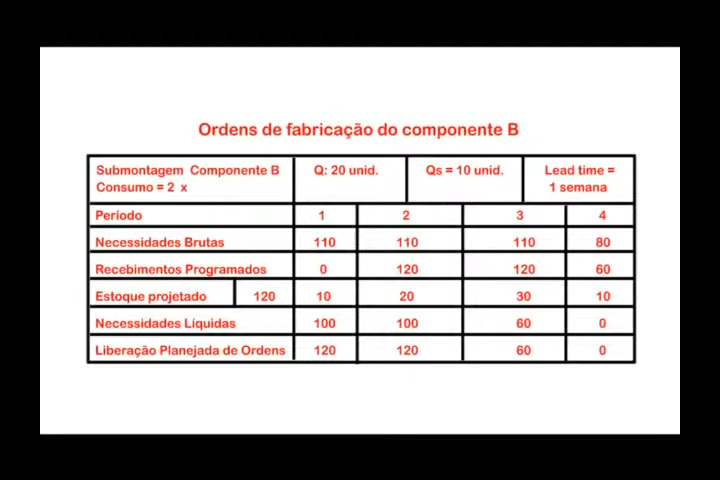 Ordens de fabricação do componente B
Submontagem Componente B Q: 20 unid. Qs = 10 unid. Lead time =
Consumo = 2 x 1 semana
Período 1 2 3 4
Necessidades Brutas 110 110 110 80
Recebimentos Programados 0 120 120 60
Estoque projetado 120 10 20 30 10
Necessidades Líquidas 100 100 60 0
Liberação Planejada de Ordens 120 120 60 0